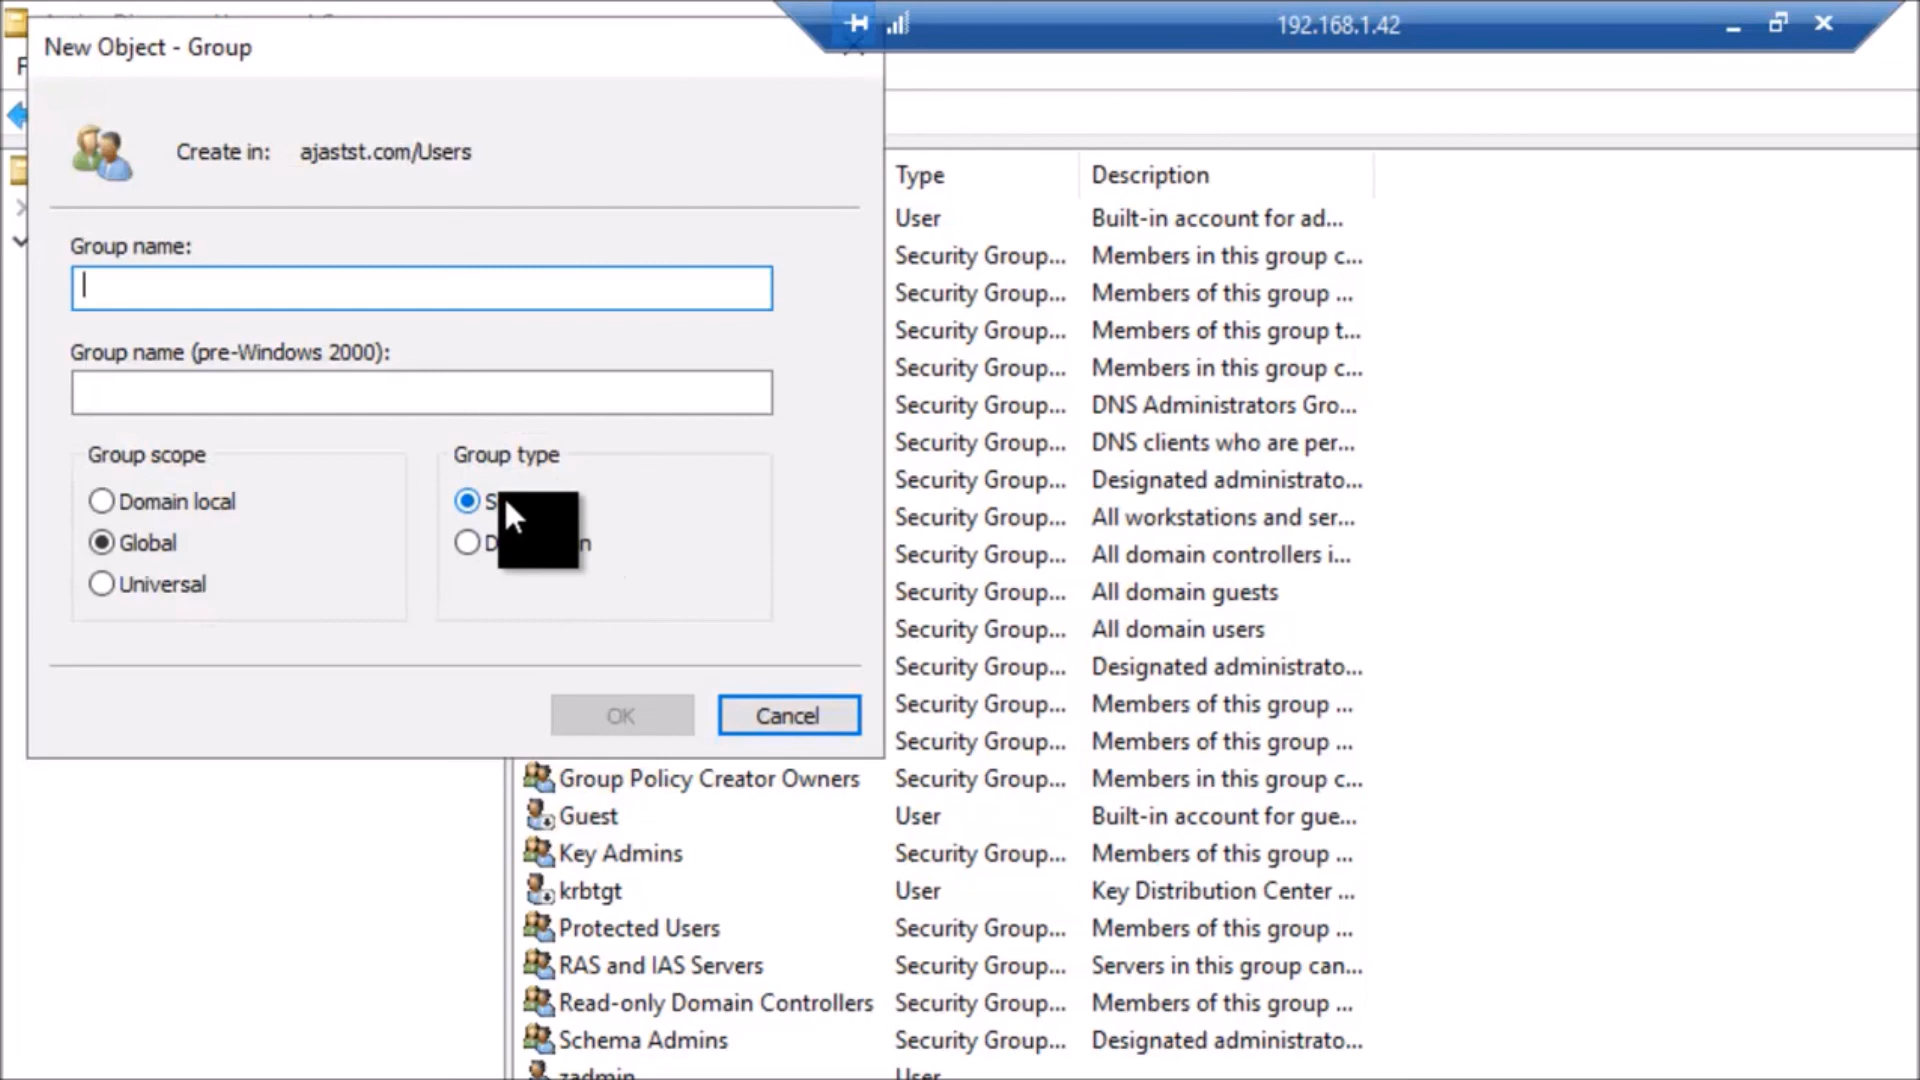 192.168.1.42
New Object - Group
Create in: ajastst.com/Users
Group name:
Group name (pre-Windows 2000):
Group scope
Domain local
Global
Universal
Group type
OK
Cancel
Type Description
User Built-in account for ad...
Security Group... Members in this group c...
Security Group... Members of this group ...
Security Group... Members of this group t...
Security Group... Members in this group c...
Security Group... DNS Administrators Gro...
Security Group... DNS clients who are per...
Security Group... Designated administrato...
Security Group... All workstations and ser...
Security Group... All domain controllers i...
Security Group... All domain guests
Security Group... All domain users
Security Group... Designated administrato...
Security Group... Members of this group ...
Security Group... Members of this group ...
Group Policy Creator Owners Security Group... Members in this group c...
Guest User Built-in account for gue...
Key Admins Security Group... Members of this group ...
krbtgt User Key Distribution Center ...
Protected Users Security Group... Members of this group ...
RAS and IAS Servers Security Group... Servers in this group can...
Read-only Domain Controllers Security Group... Members of this group ...
Schema Admins Security Group... Designated administrato...
zadmin User